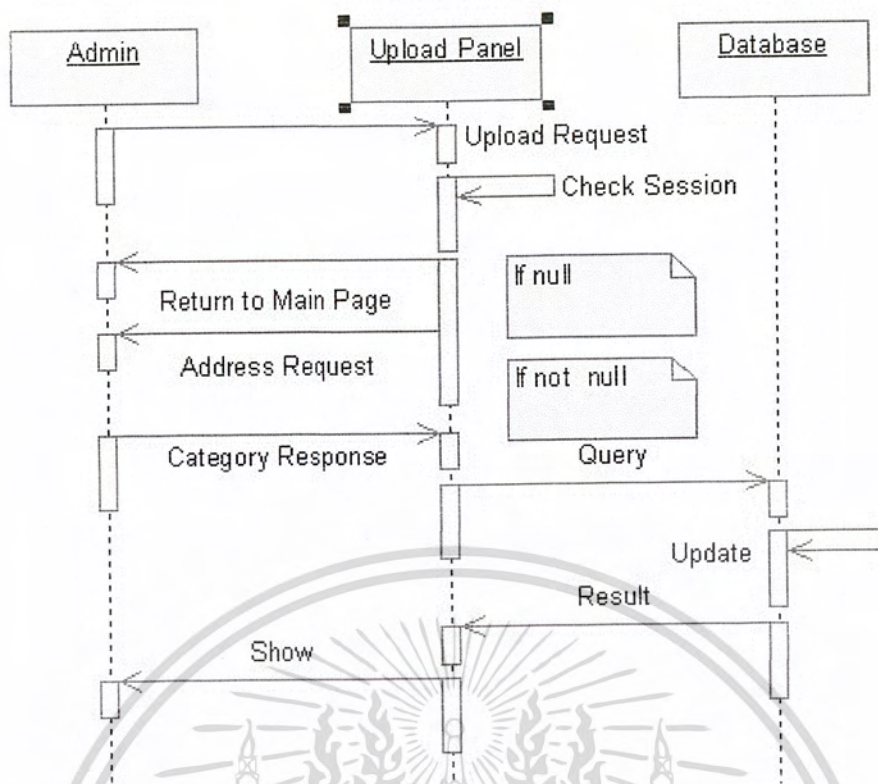 Admin
Upload Panel
Database
Upload Request
Check Session
If null
Return to Main Page
Address Request
If not null
Category Response
Query
Update
Result
Show